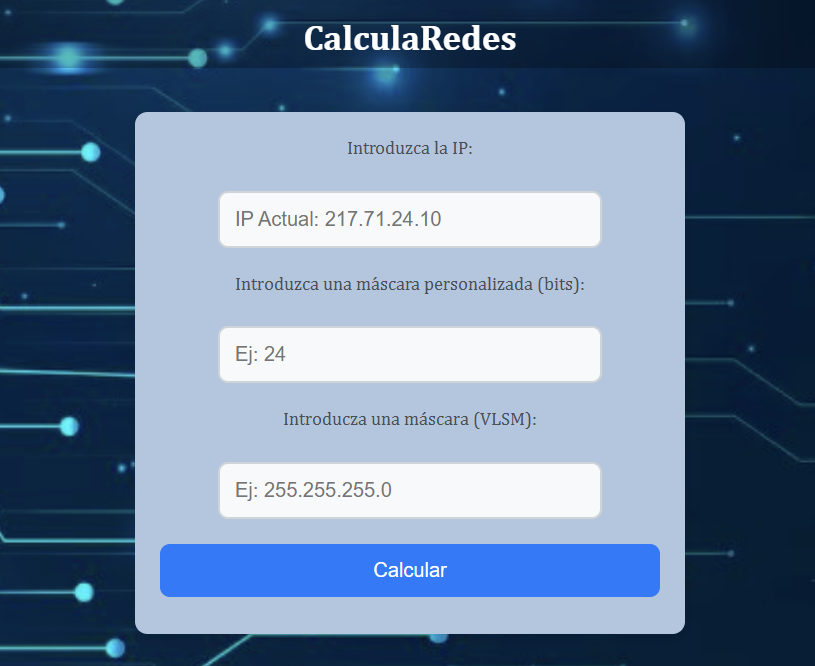 CalculaRedes
Introduzca la IP:
IP Actual: 217.71.24.10
Introduzca una máscara personalizada (bits):
Ej: 24
Introducza una máscara (VLSM):
Ej: 255.255.255.0
Calcular